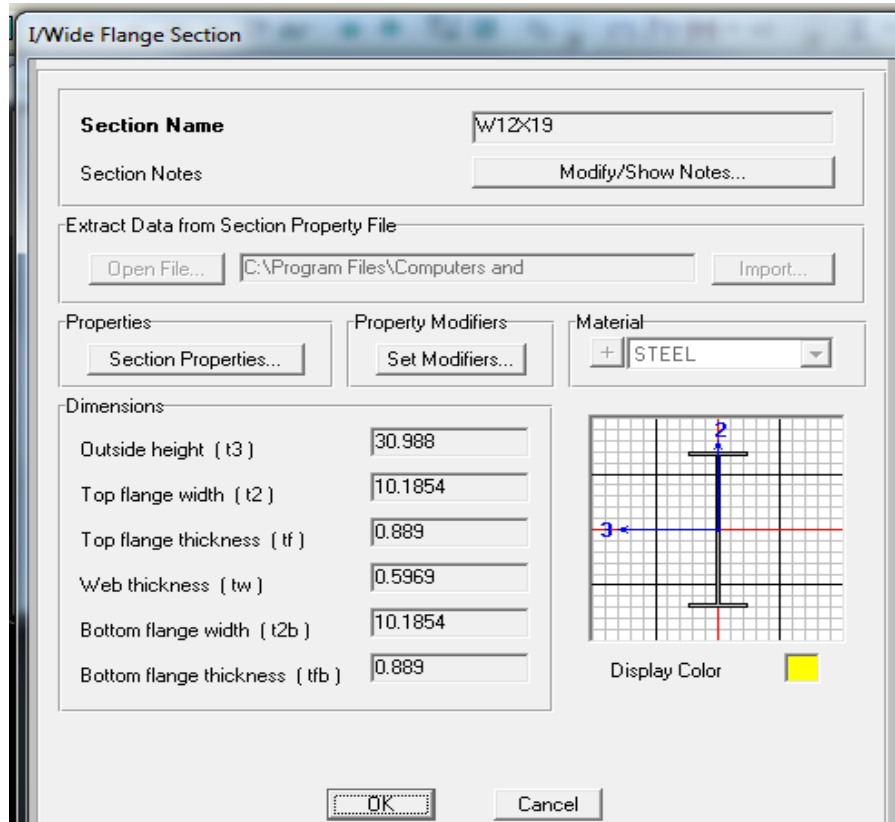 I/Wide Flange Section
Section Name W12X19
Section Notes Modify/Show Notes...
Extract Data from Section Property File
Open File... C:\Program Files\Computers and Import...
Properties Property Modifiers Material
Section Properties... Set Modifiers... + STEEL
Dimensions
Outside height ( t3 ) 30.988
Top flange width ( t2 ) 10.1854
Top flange thickness ( tf ) 0.889
Web thickness ( tw ) 0.5969
Bottom flange width ( t2b ) 10.1854
Bottom flange thickness ( tfb ) 0.889
2
3
Display Color
OK Cancel